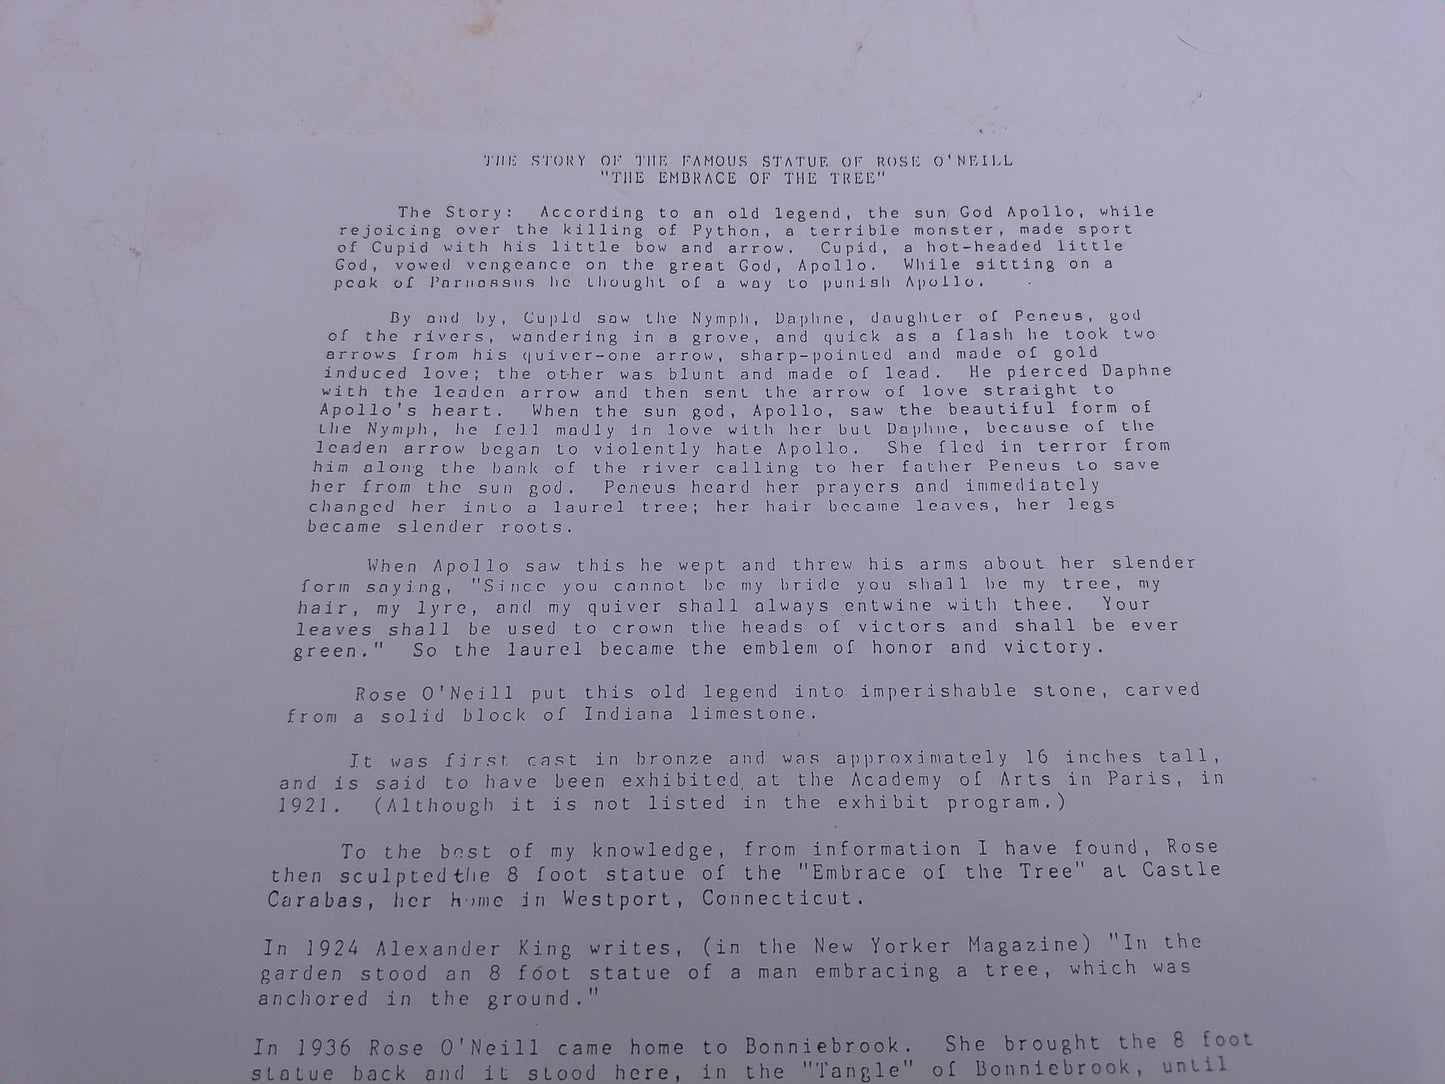 THE STORY OF THE FAMOUS STATUE OF ROSE O'NEILL
"THE EMBRACE OF THE TREE"
The Story: According to an old legend, the sun God Apollo, while
rejoicing over the killing of Python, a terrible monster, made sport
of Cupid with his little bow and arrow. Cupid, a hot-headed little
God, vowed vengeance on the great God, Apollo. While sitting on a
peak of Parnassus he thought of a way to punish Apollo.
By and by, Cupid saw the Nymph, Daphne, daughter of Peneus, god
of the rivers, wandering in a grove, and quick as a flash he took two
arrows from his quiver-one arrow, sharp-pointed and made of gold
induced love; the other was blunt and made of lead. He pierced Daphne
with the leaden arrow and then sent the arrow of love straight to
Apollo's heart. When the sun god, Apollo, saw the beautiful form of
the Nymph, he fell madly in love with her but Daphne, because of the
leaden arrow began to violently hate Apollo. She fled in terror from
him along the bank of the river calling to her father Peneus to save
her from the sun god. Peneus heard her prayers and immediately
changed her into a laurel tree; her hair became leaves, her legs
became slender roots.
When Apollo saw this he wept and threw his arms about her slender
form saying, "Since you cannot be my bride you shall be my tree, my
hair, my lyre, and my quiver shall always entwine with thee. Your
leaves shall be used to crown the heads of victors and shall be ever
green." So the laurel became the emblem of honor and victory.
Rose O'Neill put this old legend into imperishable stone, carved
from a solid block of Indiana limestone.
It was first cast in bronze and was approximately 16 inches tall,
and is said to have been exhibited at the Academy of Arts in Paris, in
1921. (Although it is not listed in the exhibit program.)
To the best of my knowledge, from information I have found, Rose
then sculpted the 8 foot statue of the "Embrace of the Tree" at Castle
Carabas, her home in Westport, Connecticut.
In 1924 Alexander King writes, (in the New Yorker Magazine) "In the
garden stood an 8 foot statue of a man embracing a tree, which was
anchored in the ground."
In 1936 Rose O'Neill came home to Bonniebrook. She brought the 8 foot
statue back and it stood here, in the "Tangle" of Bonniebrook, until